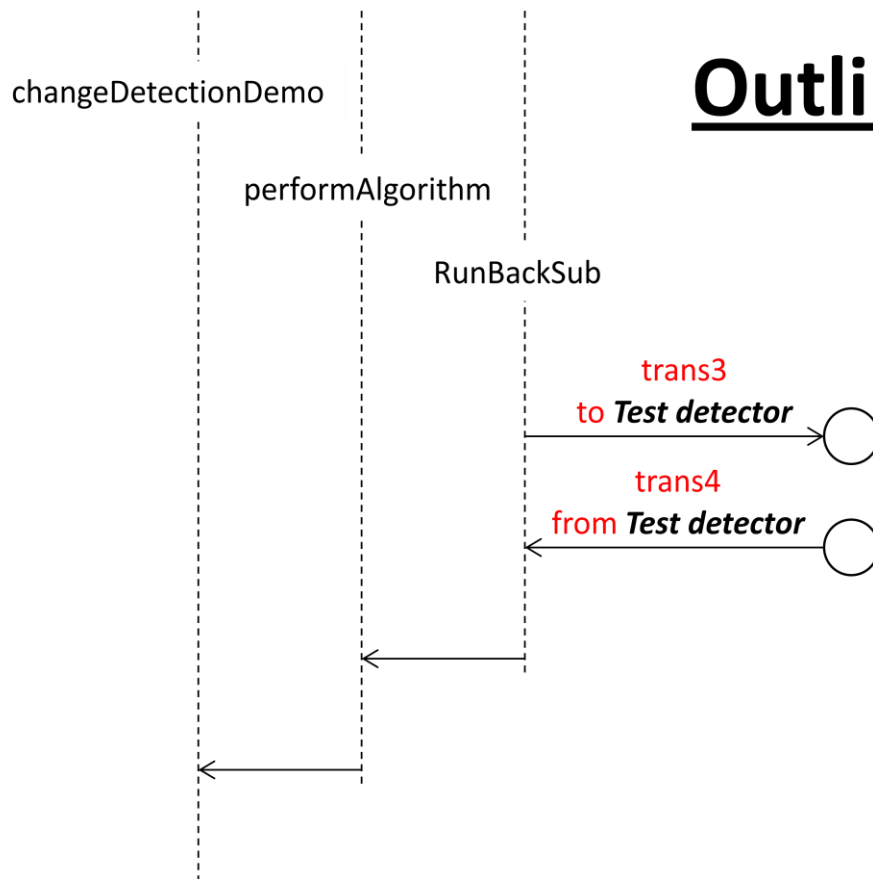 Outli
changeDetectionDemo
performAlgorithm
RunBackSub
trans3
to Test detector
trans4
from Test detector